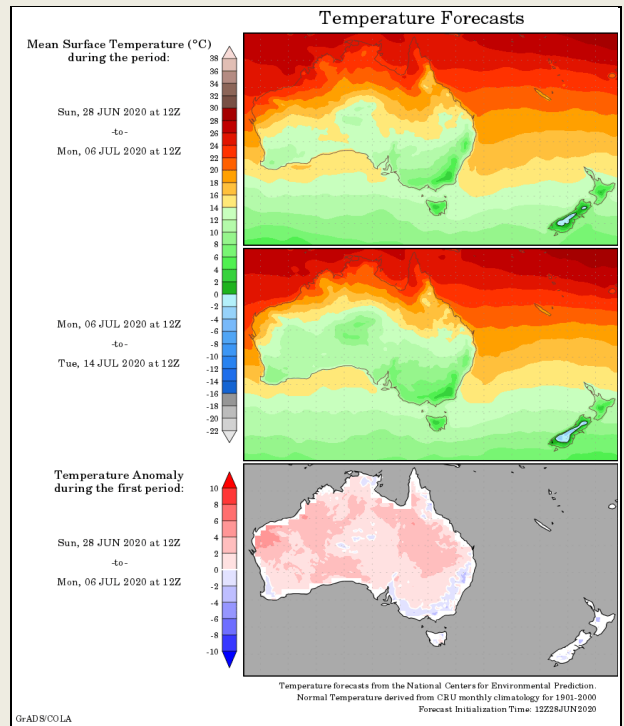 Temperature Forecasts
Mean Surface Temperature (°C)
during the period:
38
36
34
32
30
28
26
24
22
20
18
16
14
12
10
8
6
4
2
0
-2
-4
-6
-8
-10
-12
-14
-16
-18
-20
-22
Sun, 28 JUN 2020 at 12Z
-to-
Mon, 06 JUL 2020 at 12Z
Mon, 06 JUL 2020 at 12Z
-to-
Tue, 14 JUL 2020 at 12Z
Temperature Anomaly
during the first period:
10
8
6
4
2
0
-2
-4
-6
-8
-10
Sun, 28 JUN 2020 at 12Z
-to-
Mon, 06 JUL 2020 at 12Z
Temperature forecasts from the National Centers for Environmental Prediction.
Normal Temperature derived from CRU monthly climatology for 1901-2000
Forecast Initialization Time: 12Z28JUN2020
GrADS/COLA